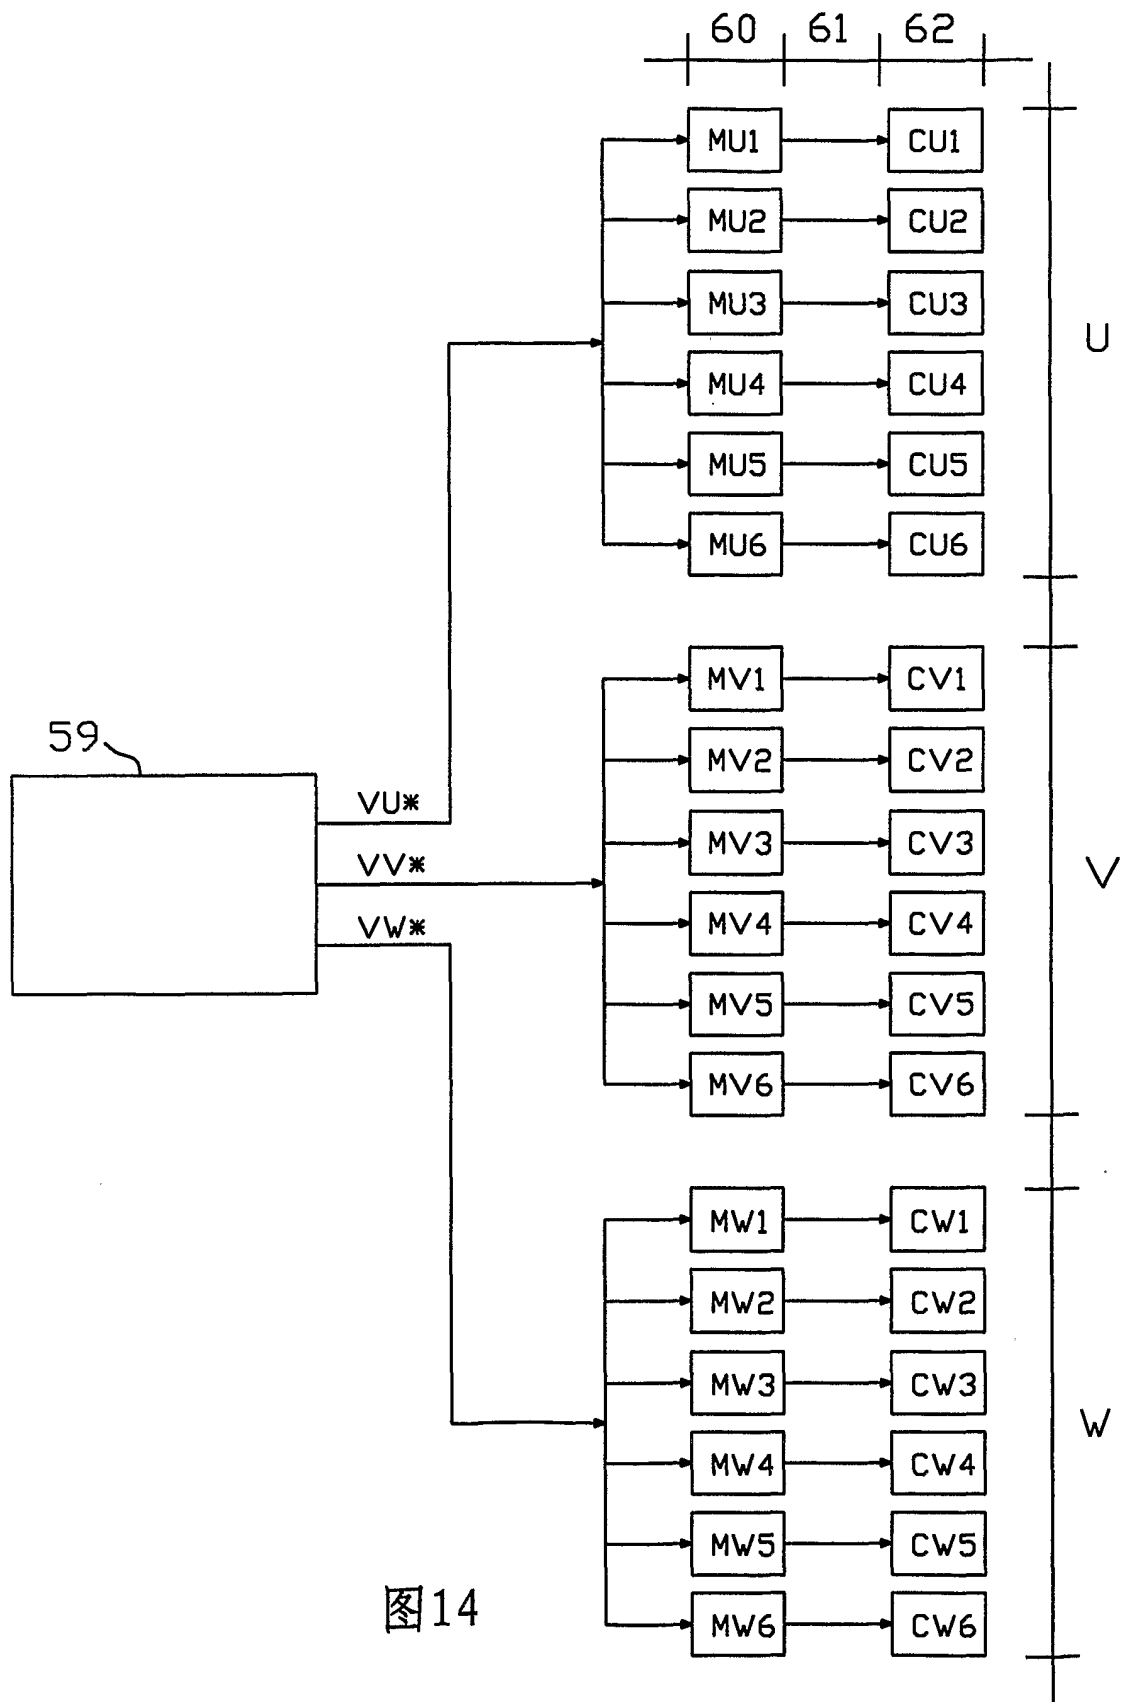 60 61 62
MU1 CU1
MU2 CU2
MU3 CU3
U
MU4 CU4
MU5 CU5
MU6 CU6
MV1 CV1
59
MV2 CV2
VU*
MV3 CV3
VV*
V
MV4 CV4
VW*
MV5 CV5
MV6 CV6
MW1 CW1
MW2 CW2
MW3 CW3
W
MW4 CW4
MW5 CW5
图14
MW6 CW6